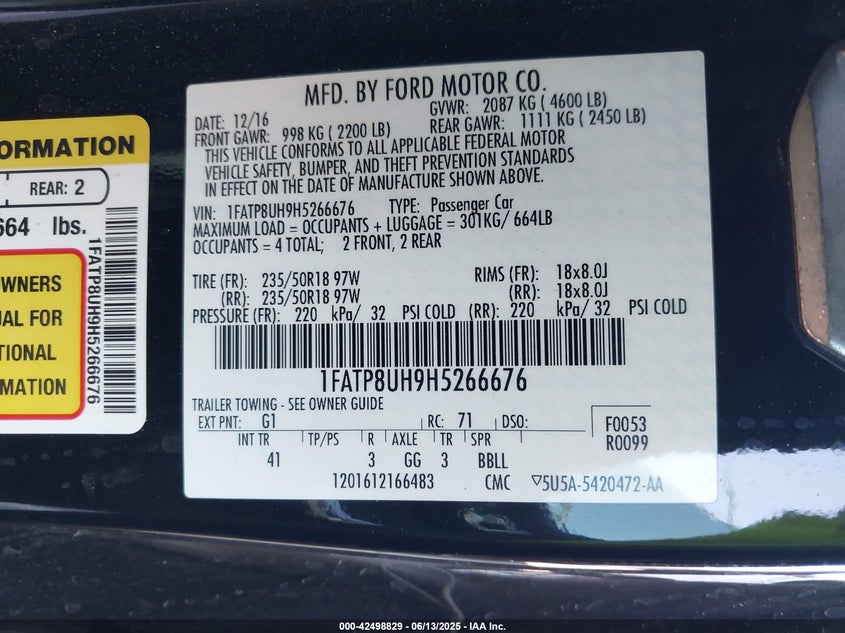 ORMATION
REAR: 2
664 lbs.
WNERS
UAL FOR
TIONAL
RMATION
1FATP8UH9H5266676
MFD. BY FORD MOTOR CO.
DATE: 12/16 GVWR: 2087 KG ( 4600 LB)
FRONT GAWR: 998 KG ( 2200 LB) REAR GAWR: 1111 KG ( 2450 LB)
THIS VEHICLE CONFORMS TO ALL APPLICABLE FEDERAL MOTOR
VEHICLE SAFETY, BUMPER, AND THEFT PREVENTION STANDARDS
IN EFFECT ON THE DATE OF MANUFACTURE SHOWN ABOVE.
VIN: 1FATP8UH9H5266676 TYPE: Passenger Car
MAXIMUM LOAD = OCCUPANTS + LUGGAGE = 301KG/ 664LB
OCCUPANTS = 4 TOTAL; 2 FRONT, 2 REAR
TIRE (FR): 235/50R18 97W RIMS (FR): 18x8.0J
(RR): 235/50R18 97W (RR): 18x8.0J
PRESSURE (FR): 220 kPa/ 32 PSI COLD (RR): 220 kPa/ 32 PSI COLD
1FATP8UH9H5266676
TRAILER TOWING - SEE OWNER GUIDE
EXT PNT: G1 RC: 71 DSO: F0053
INT TR TP/PS R AXLE TR SPR R0099
41 3 GG 3 BBLL
1201612166483 CMC ▽5U5A-5420472-AA
000-42498829 - 06/13/2025 - IAA Inc.